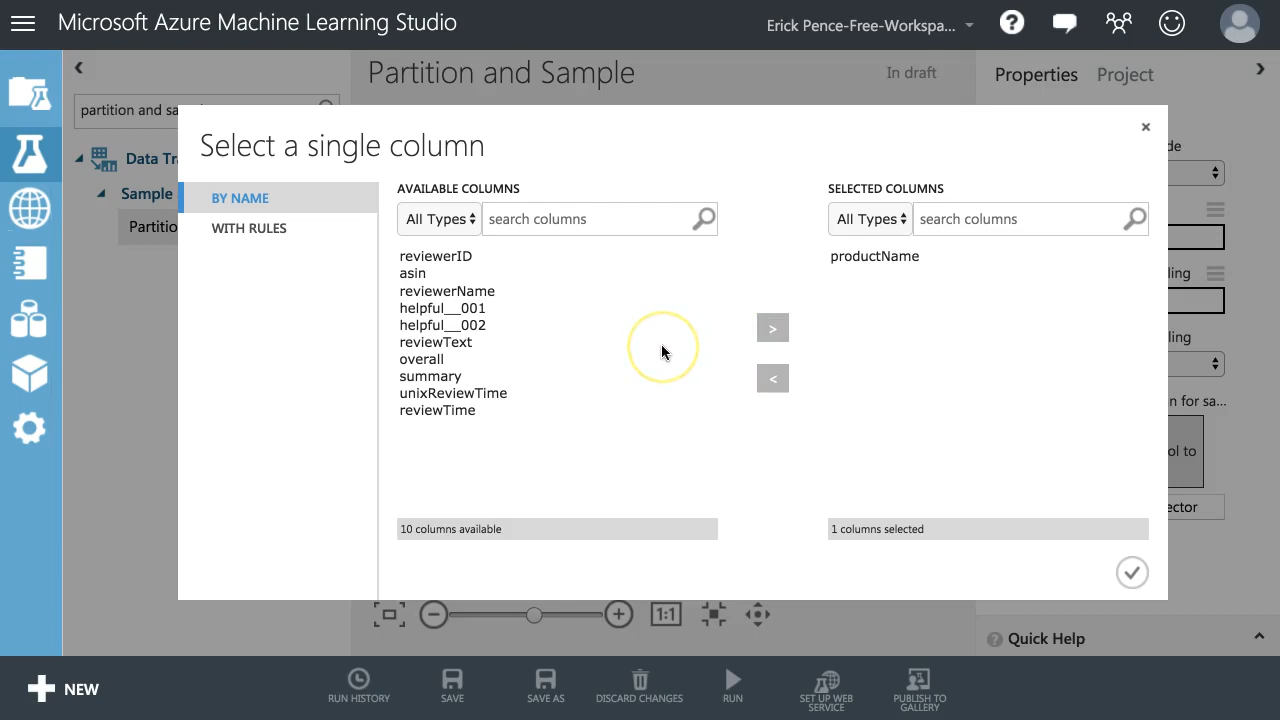 Microsoft Azure Machine Learning Studio
Erick Pence-Free-Workspa...
Partition and Sample
In draft
Properties
Project
partition and sa
Data Tr
Sample
Partitio
Select a single column
BY NAME
WITH RULES
AVAILABLE COLUMNS
All Types
search columns
reviewerID
asin
reviewerName
helpful__001
helpful__002
reviewText
overall
summary
unixReviewTime
reviewTime
10 columns available
>
<
SELECTED COLUMNS
All Types
search columns
productName
1 columns selected
de
ling
ling
n for sa...
ol to
ector
1:1
Quick Help
NEW
RUN HISTORY
SAVE
SAVE AS
DISCARD CHANGES
RUN
SET UP WEB
SERVICE
PUBLISH TO
GALLERY